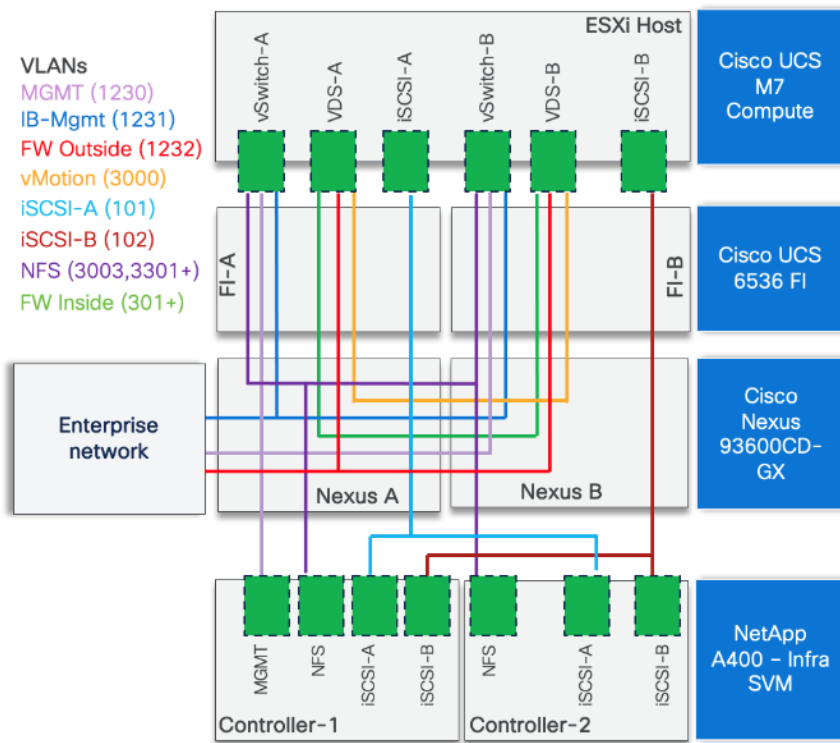 ESXi Host
vSwitch-A
VDS-A
iSCSI-A
vSwitch-B
VDS-B
iSCSI-B
Cisco UCS
M7
Compute
VLANs
MGMT (1230)
IB-Mgmt (1231)
FW Outside (1232)
vMotion (3000)
iSCSI-A (101)
iSCSI-B (102)
NFS (3003,3301+)
FW Inside (301+)
FI-A
FI-B
Cisco UCS
6536 FI
Enterprise
network
Nexus A
Nexus B
Cisco
Nexus
93600CD-
GX
MGMT
NFS
iSCSI-A
iSCSI-B
NFS
iSCSI-A
iSCSI-B
Controller-1
Controller-2
NetApp
A400 - Infra
SVM